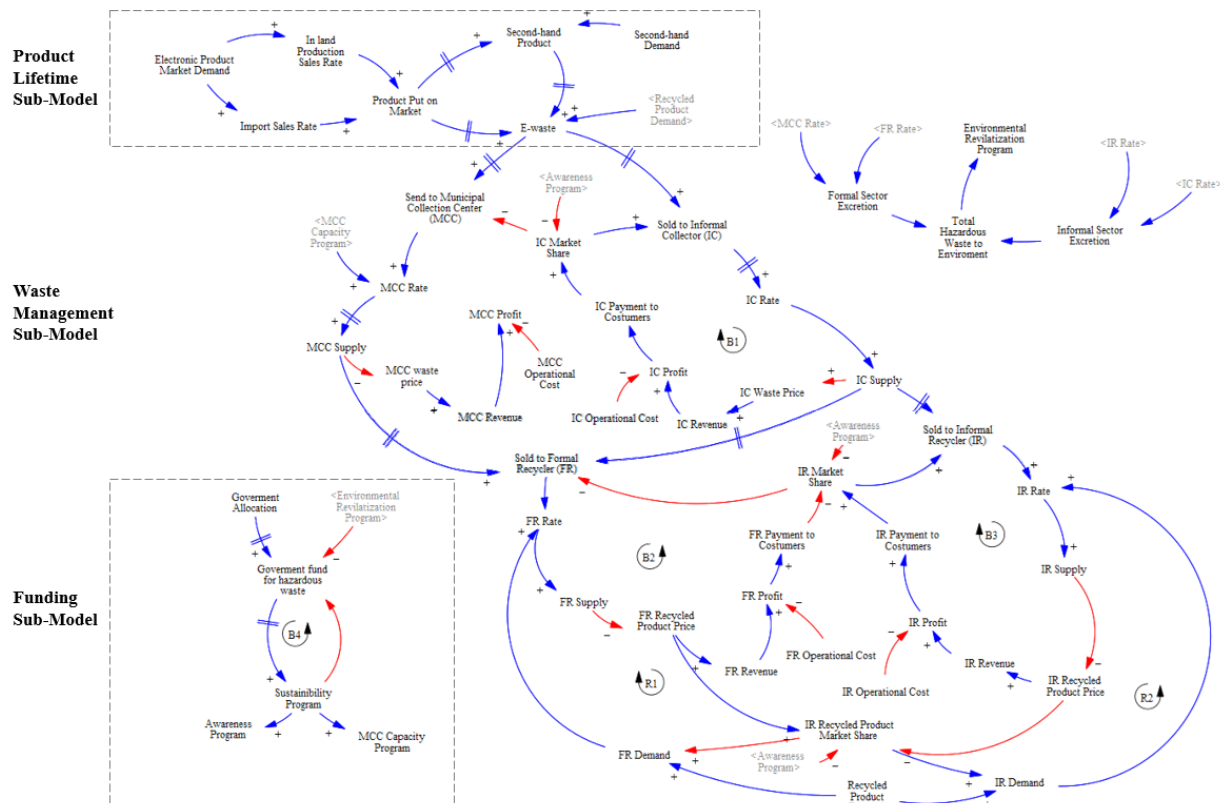 Product
Lifetime
Sub-Model
Electronic Product
Market Demand
In land
Production
Sales Rate
Import Sales Rate
Product Put on
Market
Second-hand
Product
Second-hand
Demand
<Recycled
Product
Demand>
E-waste
Waste
Management
Sub-Model
<MCC Rate>
<FR Rate>
Environmental
Revilatization
Program
<IR Rate>
<IC Rate>
Formal Sector
Excretion
Total
Hazardous
Waste to
Enviroment
Informal Sector
Excretion
Send to Municipal
Collection Center
(MCC)
<Awareness
Program>
IC Market
Share
Sold to Informal
Collector (IC)
<MCC
Capacity
Program>
MCC Rate
IC Rate
MCC Supply
MCC Profit
IC Payment to
Costumers
B1
MCC waste
price
MCC
Operational
Cost
IC Profit
IC Supply
MCC Revenue
IC Operational Cost
IC Revenue
IC Waste Price
Sold to Formal
Recycler (FR)
<Awareness
Program>
Sold to Informal
Recycler (IR)
IR Market
Share
IR Rate
FR Rate
FR Payment to
Costumers
IR Payment to
Costumers
B2
B3
IR Supply
FR Supply
FR Recycled
Product Price
FR Profit
IR Profit
FR Operational Cost
FR Revenue
IR Revenue
IR Operational Cost
IR Recycled
Product Price
R1
R2
IR Recycled Product
Market Share
FR Demand
<Awareness
Program>
IR Demand
Recycled
Product
Funding
Sub-Model
Goverment
Allocation
<Environmental
Revilatization
Program>
Goverment fund
for hazardous
waste
B4
Sustainibility
Program
Awareness
Program
MCC Capacity
Program